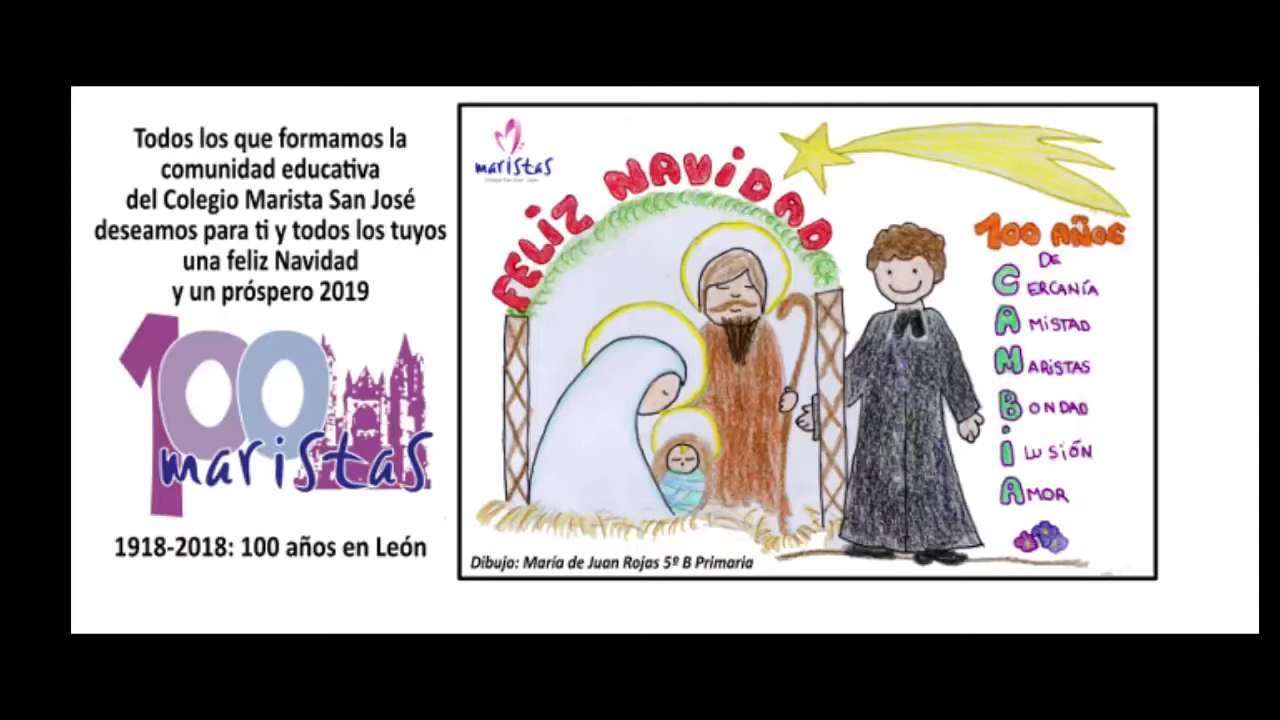 Todos los que formamos la
comunidad educativa
del Colegio Marista San José
deseamos para ti y todos los tuyos
una feliz Navidad
y un próspero 2019
100
maristas
1918-2018: 100 años en León
maristas
FELIZ NAVIDAD
100 AÑOS
DE
CERCANÍA
AMISTAD
MARISTAS
BONDAD
ILUSIÓN
AMOR
Dibujo: María de Juan Rojas 5º B Primaria